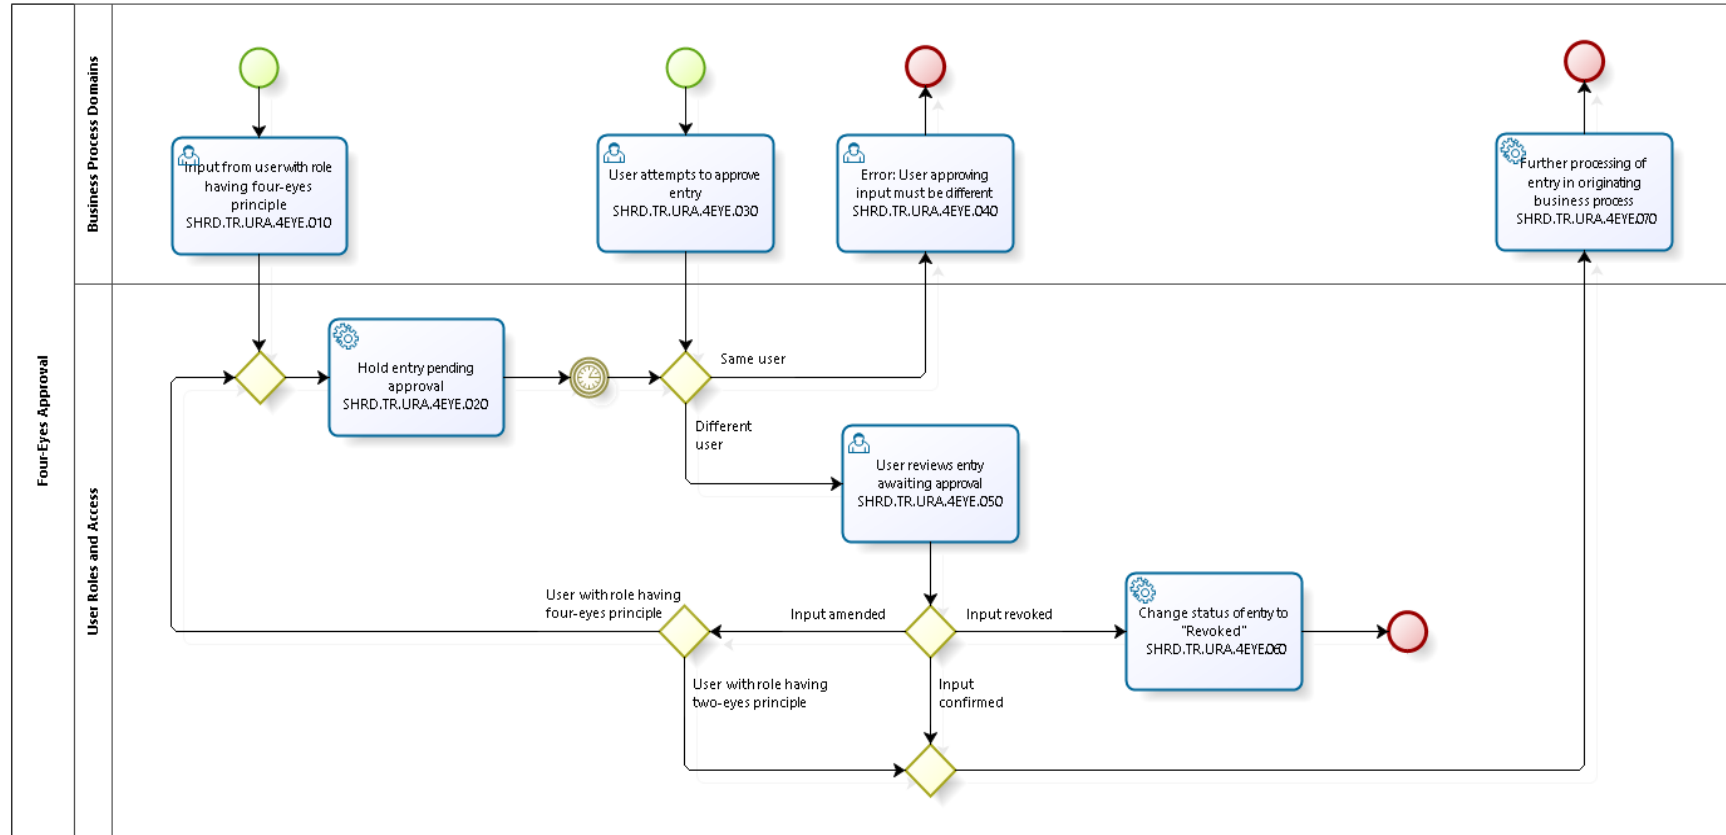 Four-Eyes Approval
Business Process Domains
Input from user with role
having four-eyes
principle
SHRD.TR.URA.4EYE.010
User attempts to approve
entry
SHRD.TR.URA.4EYE.030
Error: User approving
input must be different
SHRD.TR.URA.4EYE.040
Further processing of
entry in originating
business process
SHRD.TR.URA.4EYE.070
User Roles and Access
Hold entry pending
approval
SHRD.TR.URA.4EYE.020
Same user
Different
user
User reviews entry
awaiting approval
SHRD.TR.URA.4EYE.050
User with role having
four-eyes principle
Input amended
Input revoked
Change status of entry to
"Revoked"
SHRD.TR.URA.4EYE.060
User with role having
two-eyes principle
Input
confirmed